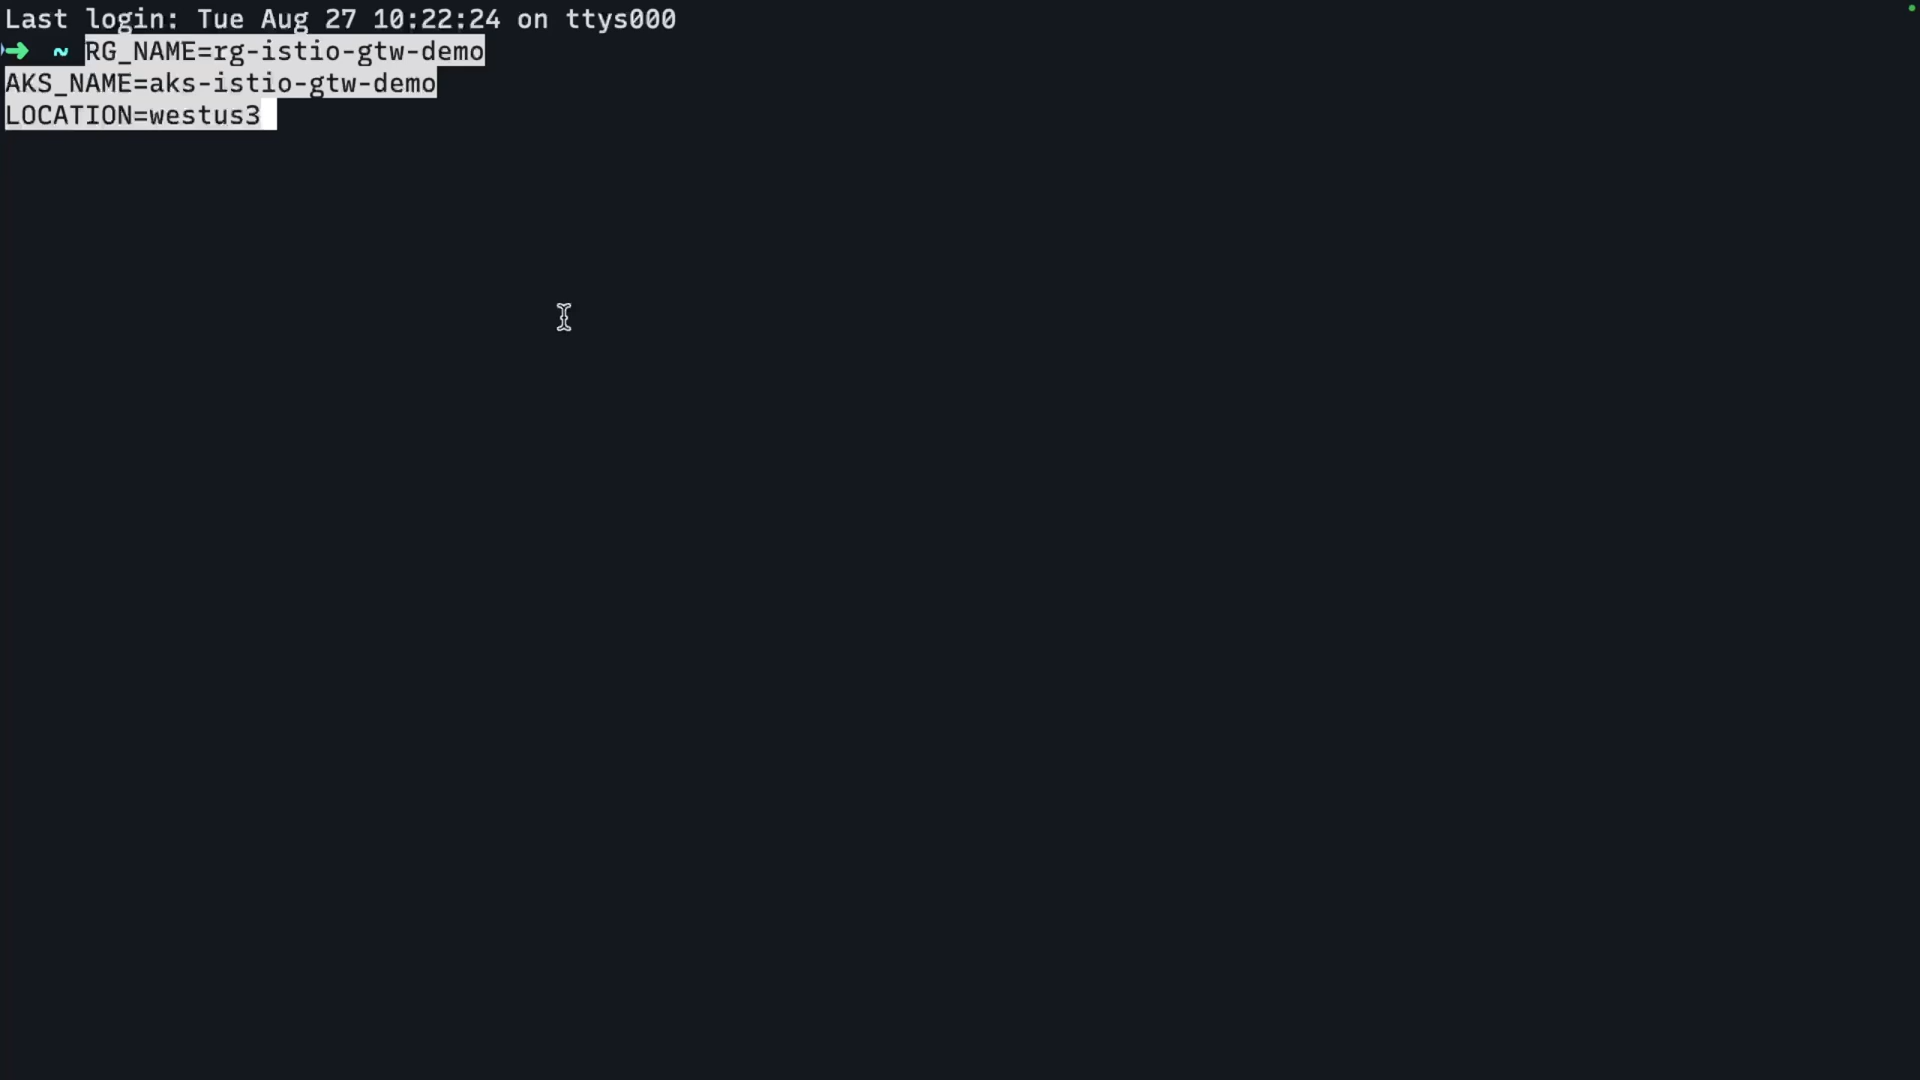 Last login: Tue Aug 27 10:22:24 on ttys000
➜ ~ RG_NAME=rg-istio-gtw-demo
AKS_NAME=aks-istio-gtw-demo
LOCATION=westus3